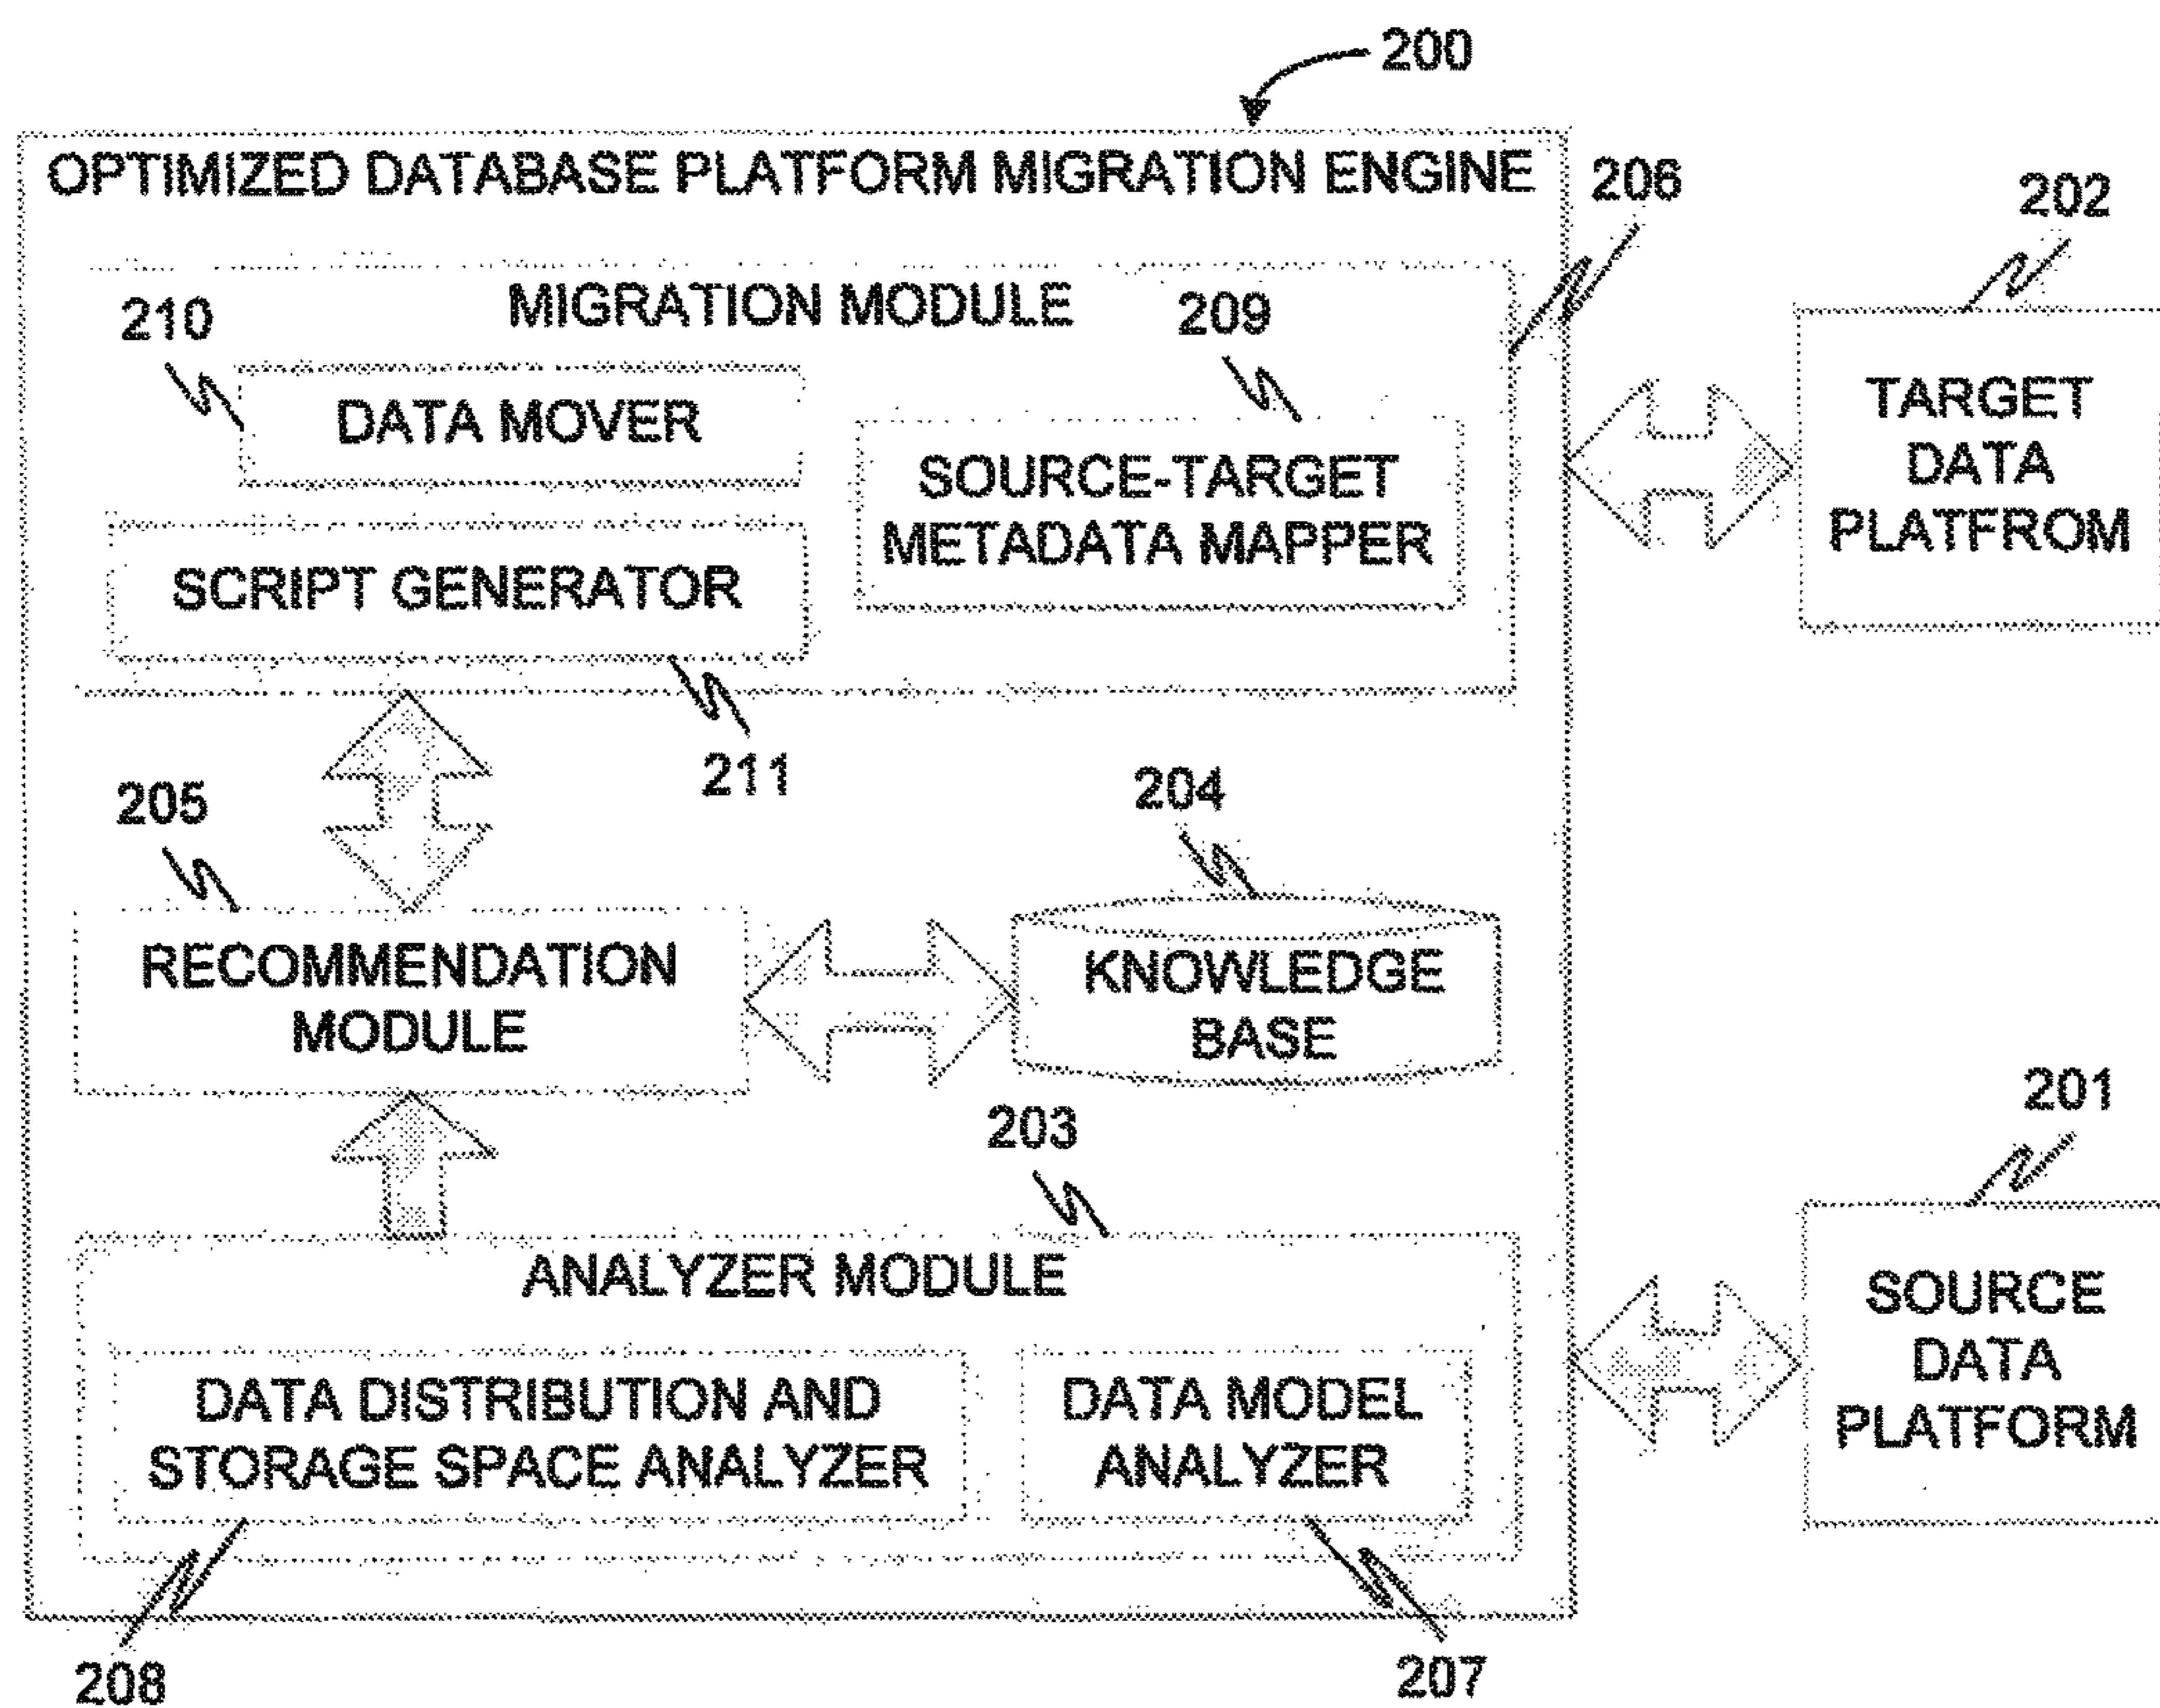 200
OPTIMIZED DATABASE PLATFORM MIGRATION ENGINE
206
202
MIGRATION MODULE
210
209
DATA MOVER
SOURCE-TARGET
METADATA MAPPER
SCRIPT GENERATOR
TARGET
DATA
PLATFROM
211
205
204
RECOMMENDATION
MODULE
KNOWLEDGE
BASE
203
201
ANALYZER MODULE
DATA DISTRIBUTION AND
STORAGE SPACE ANALYZER
DATA MODEL
ANALYZER
SOURCE
DATA
PLATFORM
208
207